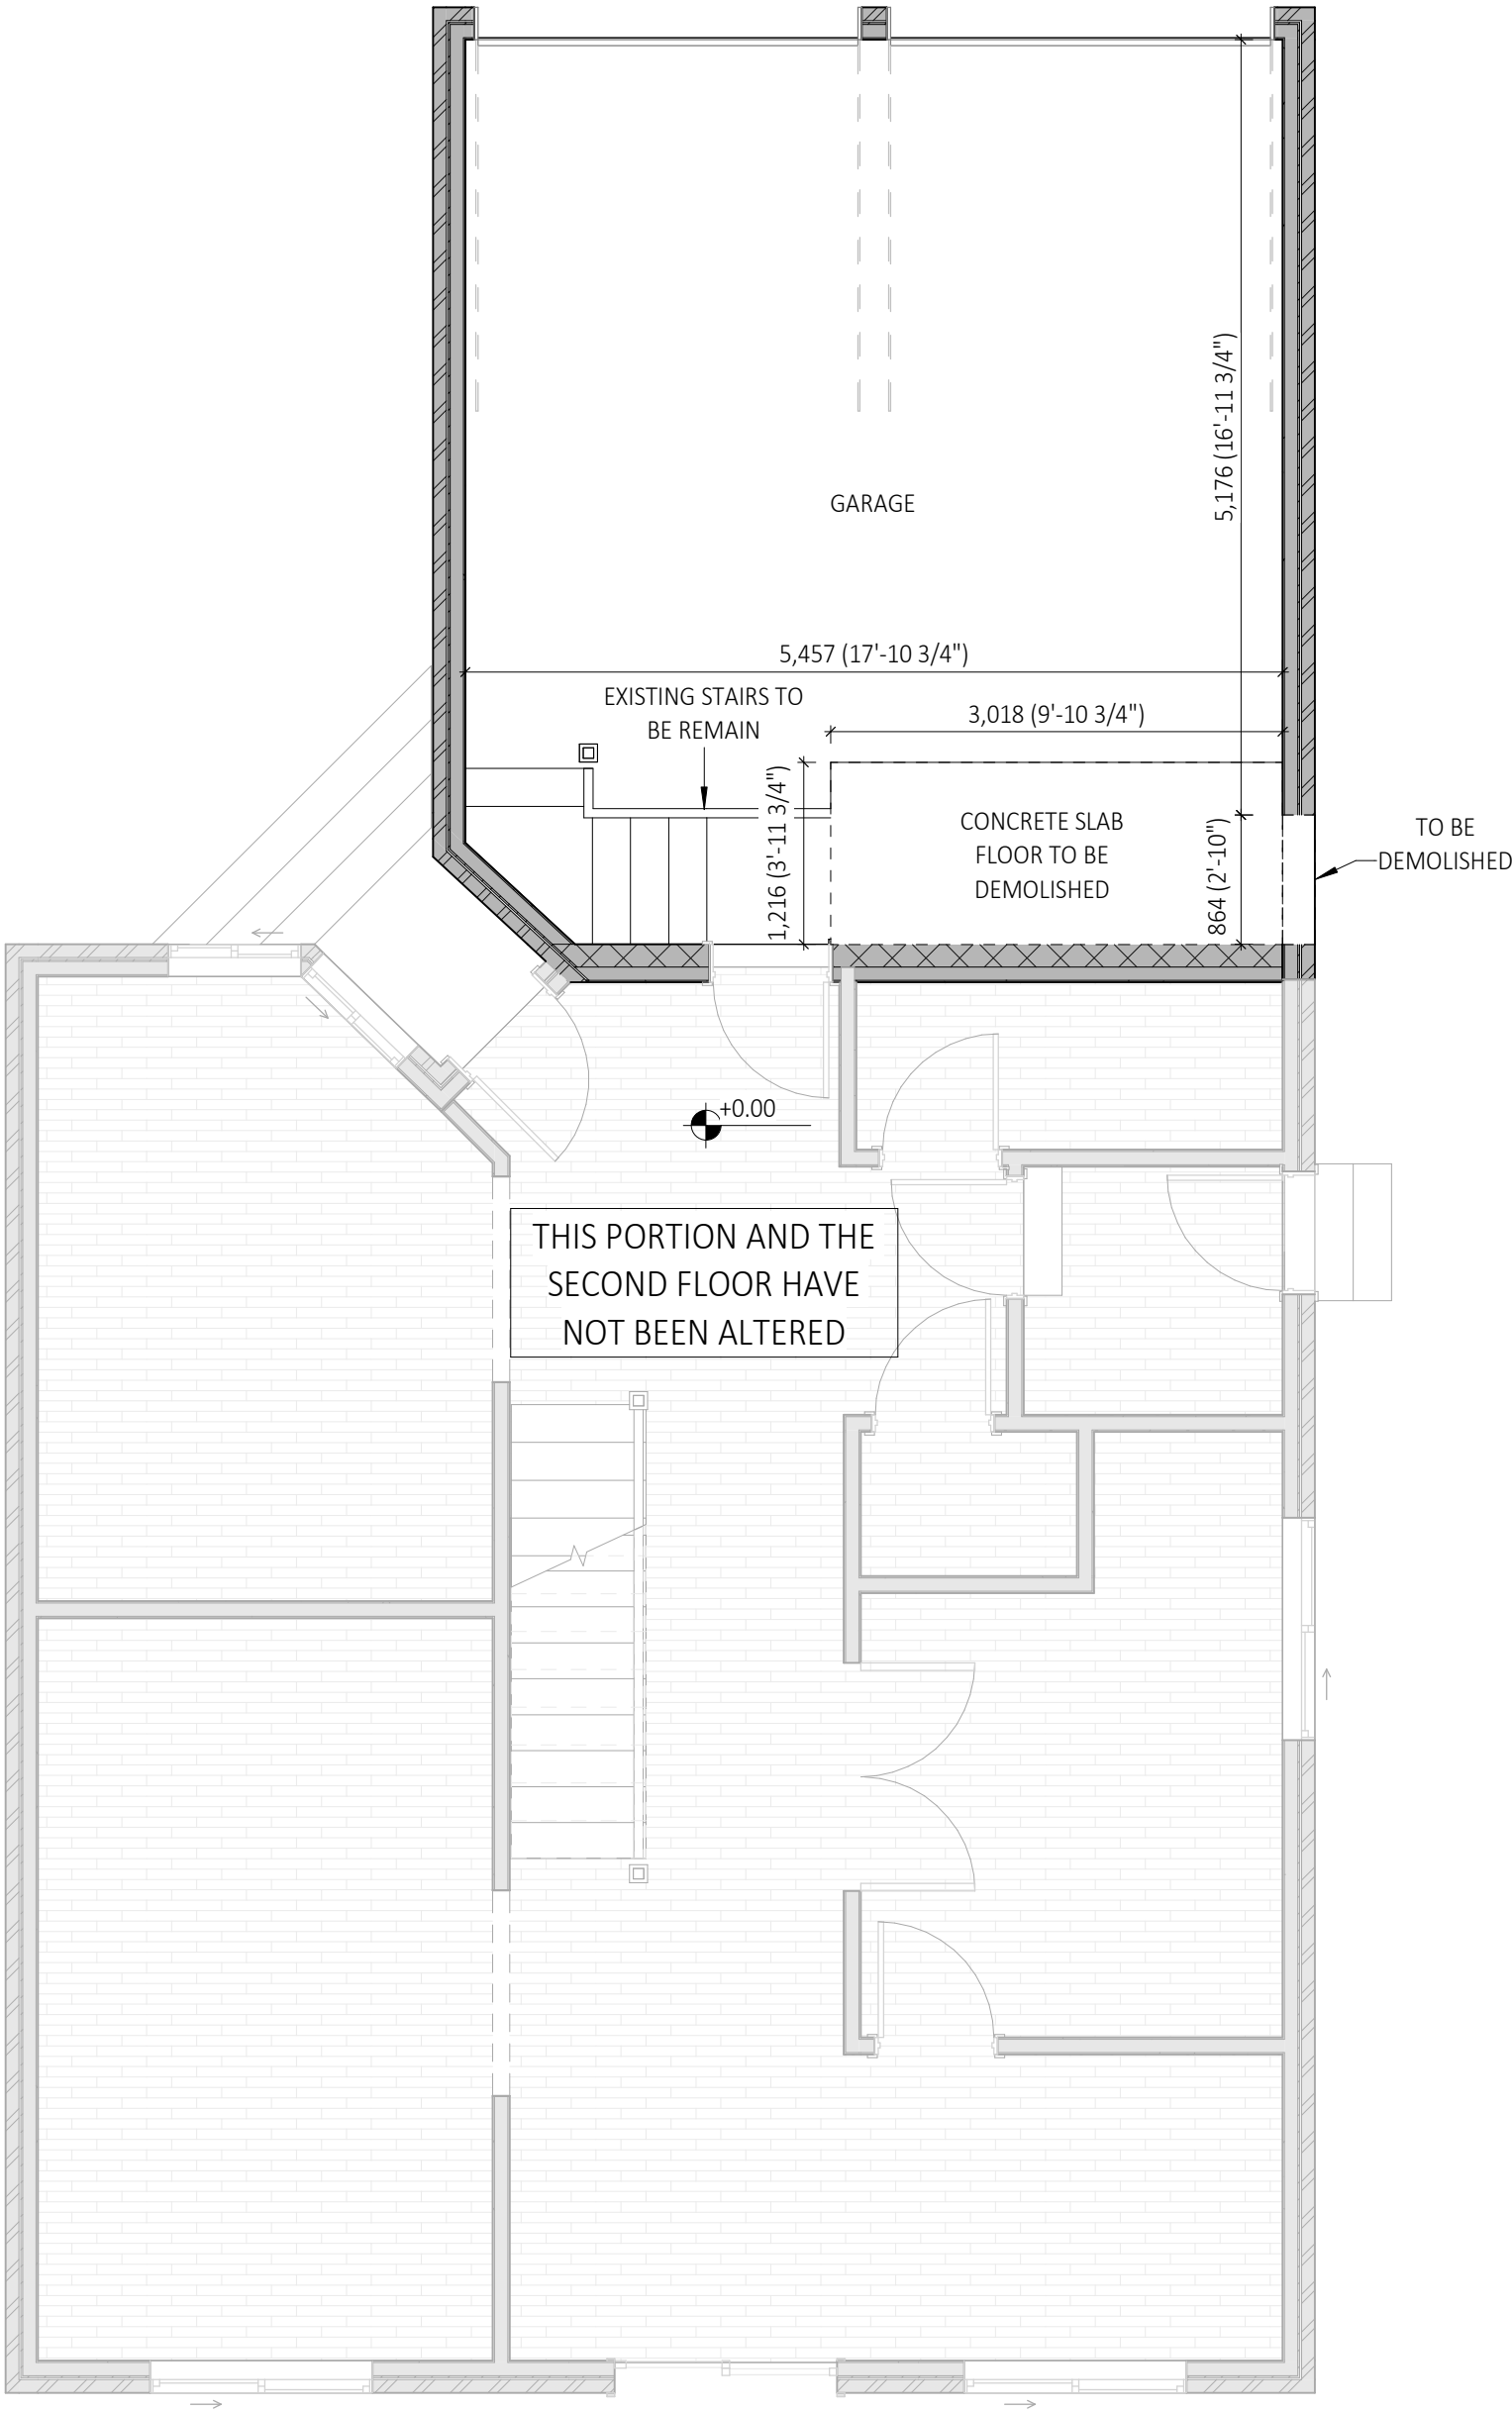 5,176 (16'-11 3/4")
GARAGE
5,457 (17'-10 3/4")
EXISTING STAIRS TO
BE REMAIN
3,018 (9'-10 3/4")
1,216 (3'-11 3/4")
CONCRETE SLAB
FLOOR TO BE
DEMOLISHED
864 (2'-10")
TO BE
DEMOLISHED
+0.00
THIS PORTION AND THE
SECOND FLOOR HAVE
NOT BEEN ALTERED